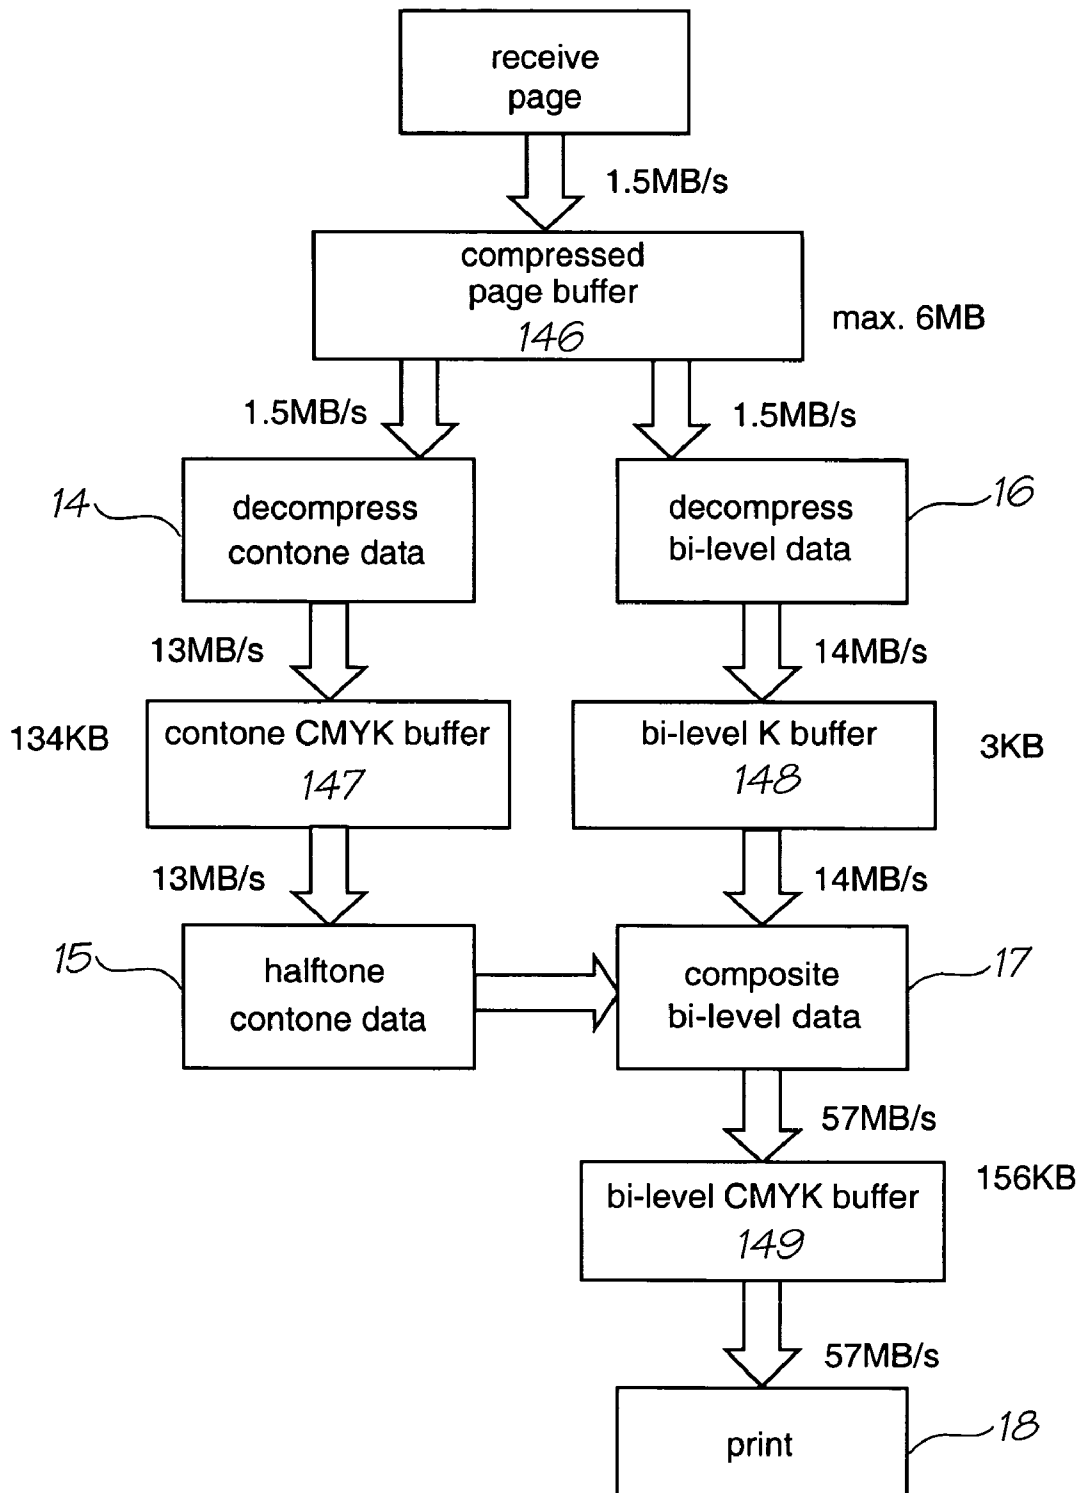 receive
page
1.5MB/s
compressed
page buffer
146
max. 6MB
1.5MB/s
1.5MB/s
14
decompress
contone data
decompress
bi-level data
16
13MB/s
14MB/s
134KB
contone CMYK buffer
147
bi-level K buffer
148
3KB
13MB/s
14MB/s
15
halftone
contone data
composite
bi-level data
17
57MB/s
156KB
bi-level CMYK buffer
149
57MB/s
print
18